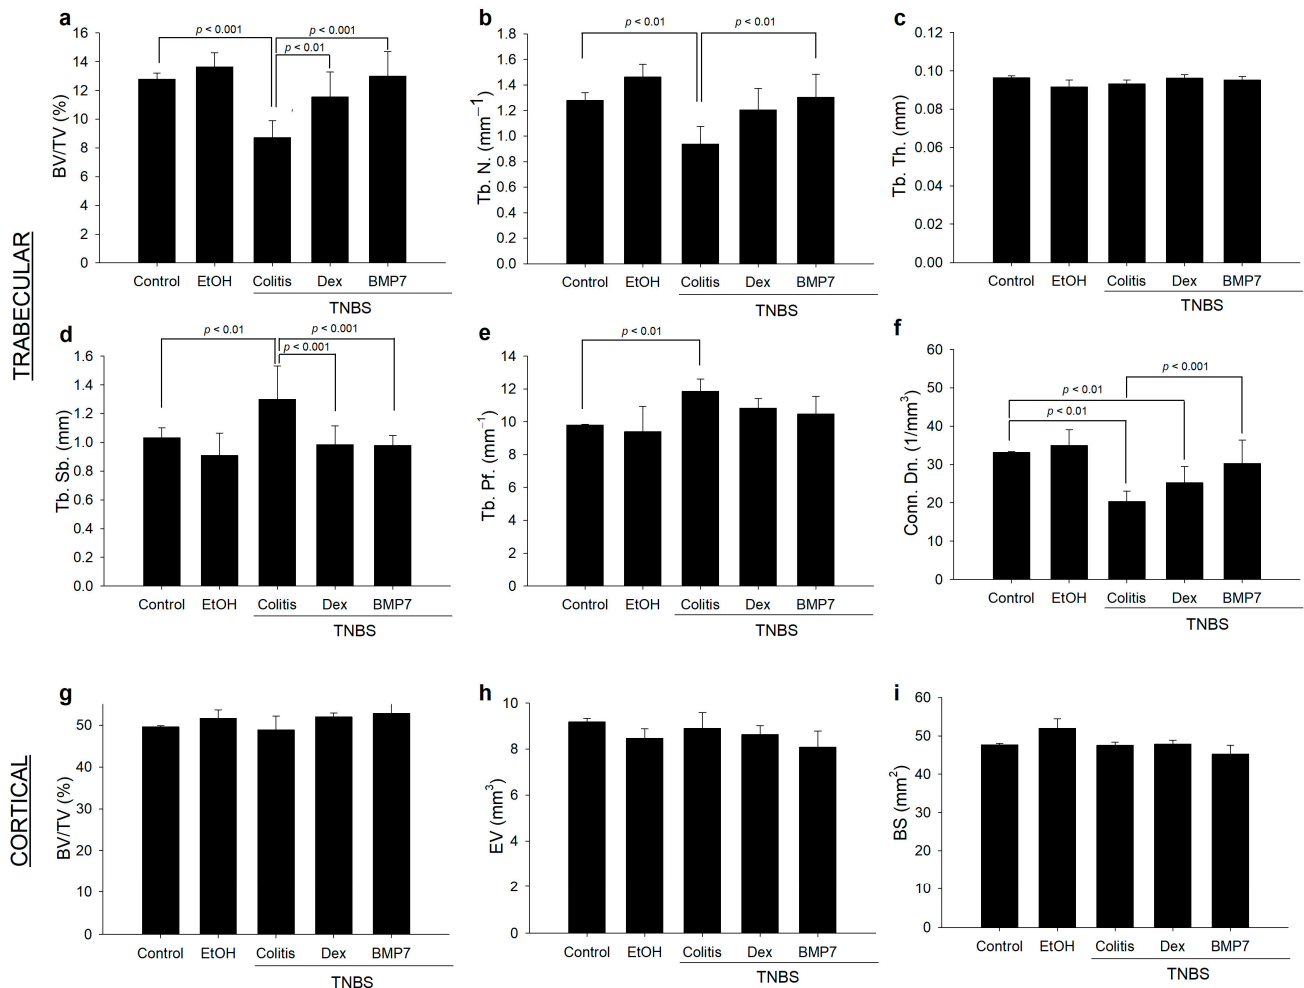 TRABECULAR
a
BV/TV (%)
16
14
12
10
8
6
4
2
0
p < 0.001
p < 0.001
p < 0.01
Control EtOH Colitis Dex BMP7
TNBS
b
Tb. N. (mm⁻¹)
1.8
1.6
1.4
1.2
1.0
0.8
0.6
0.4
0.2
0.0
p < 0.01
p < 0.01
Control EtOH Colitis Dex BMP7
TNBS
c
Tb. Th. (mm)
0.12
0.10
0.08
0.06
0.04
0.02
0.00
Control EtOH Colitis Dex BMP7
TNBS
d
Tb. Sb. (mm)
1.6
1.4
1.2
1.0
0.8
0.6
0.4
0.2
0.0
p < 0.01
p < 0.001
p < 0.001
Control EtOH Colitis Dex BMP7
TNBS
e
Tb. Pf. (mm⁻¹)
14
12
10
8
6
4
2
0
p < 0.01
Control EtOH Colitis Dex BMP7
TNBS
f
Conn. Dn. (1/mm³)
60
50
40
30
20
10
0
p < 0.001
p < 0.01
p < 0.01
Control EtOH Colitis Dex BMP7
TNBS
CORTICAL
g
BV/TV (%)
50
40
30
20
10
0
Control EtOH Colitis Dex BMP7
TNBS
h
EV (mm³)
10
8
6
4
2
0
Control EtOH Colitis Dex BMP7
TNBS
i
BS (mm²)
60
50
40
30
20
10
0
Control EtOH Colitis Dex BMP7
TNBS